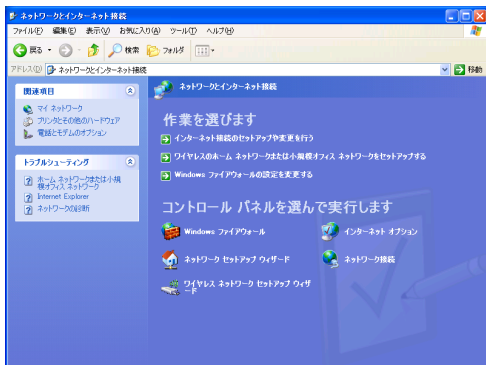 ネットワークとインターネット接続
ファイル(F) 編集(E) 表示(V) お気に入り(A) ツール(T) ヘルプ(H)
戻る 検索 フォルダ
アドレス(D) ネットワークとインターネット接続 移動
関連項目
マイ ネットワーク
プリンタとその他のハードウェア
電話とモデムのオプション
トラブルシューティング
ホーム ネットワークまたは小規
模オフィス ネットワーク
Internet Explorer
ネットワークの診断
ネットワークとインターネット接続
作業を選びます
インターネット接続のセットアップや変更を行う
ワイヤレスのホーム ネットワークまたは小規模オフィス ネットワークをセットアップする
Windows ファイアウォールの設定を変更する
コントロール パネルを選んで実行します
Windows ファイアウォール
インターネット オプション
ネットワーク セットアップ ウィザード
ネットワーク接続
ワイヤレス ネットワーク セットアップ ウィザ
ード